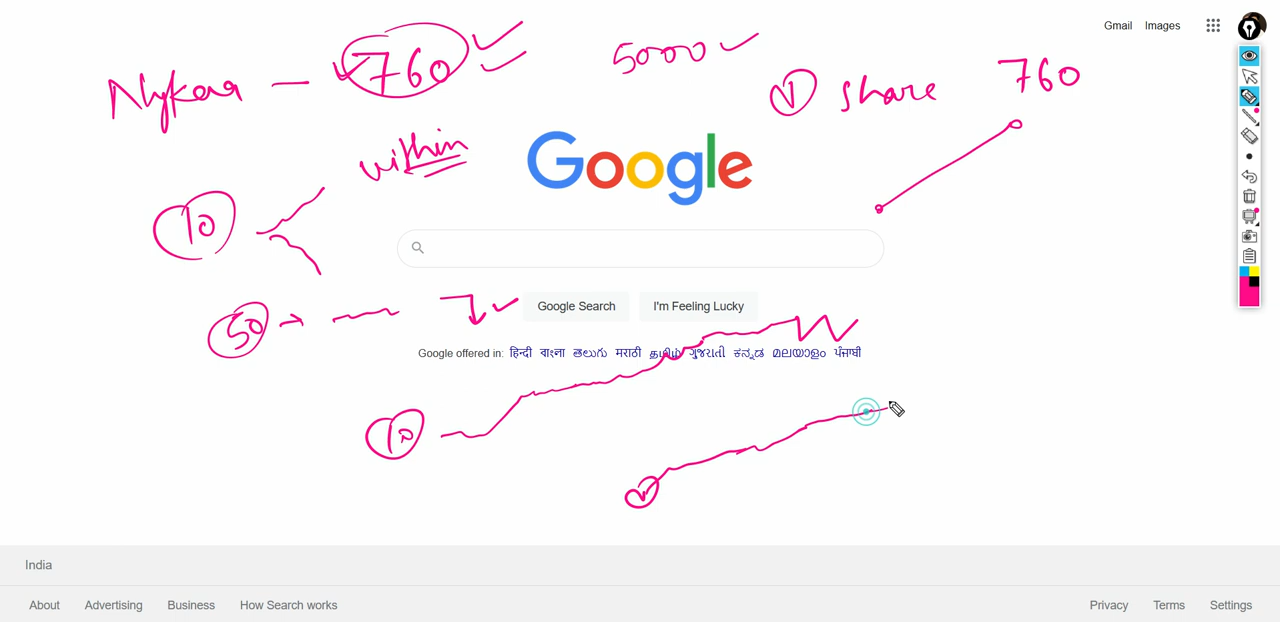 Gmail Images
Nykaa - 760 5000 1 share 760
within
Google
10
50
Google Search I'm Feeling Lucky
Google offered in: हिन्दी বাংলা తెలుగు मराठी தமிழ் ગુજરાતી ಕನ್ನಡ മലയാളം ਪੰਜਾਬੀ
10
India
About Advertising Business How Search works Privacy Terms Settings